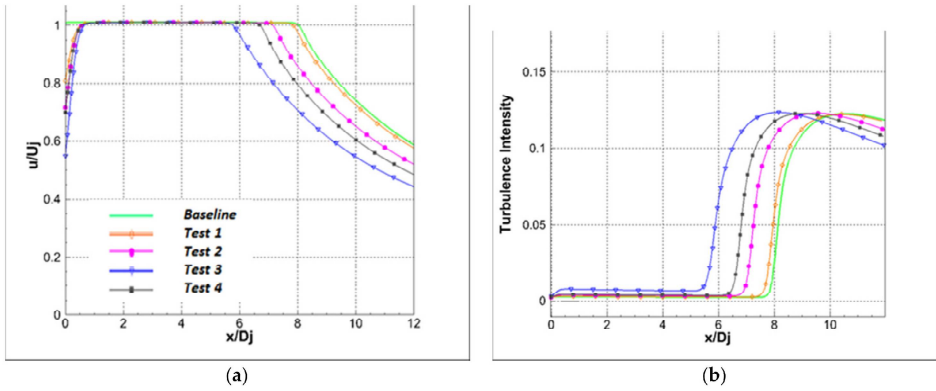 1
0.8
0.6
0.4
0.2
0
u/Uj
Baseline
Test 1
Test 2
Test 3
Test 4
0 2 4 6 8 10 12
x/Dj
(a)
0.15
0.1
0.05
0
Turbulence intensity
0 2 4 6 8 10
x/Dj
(b)